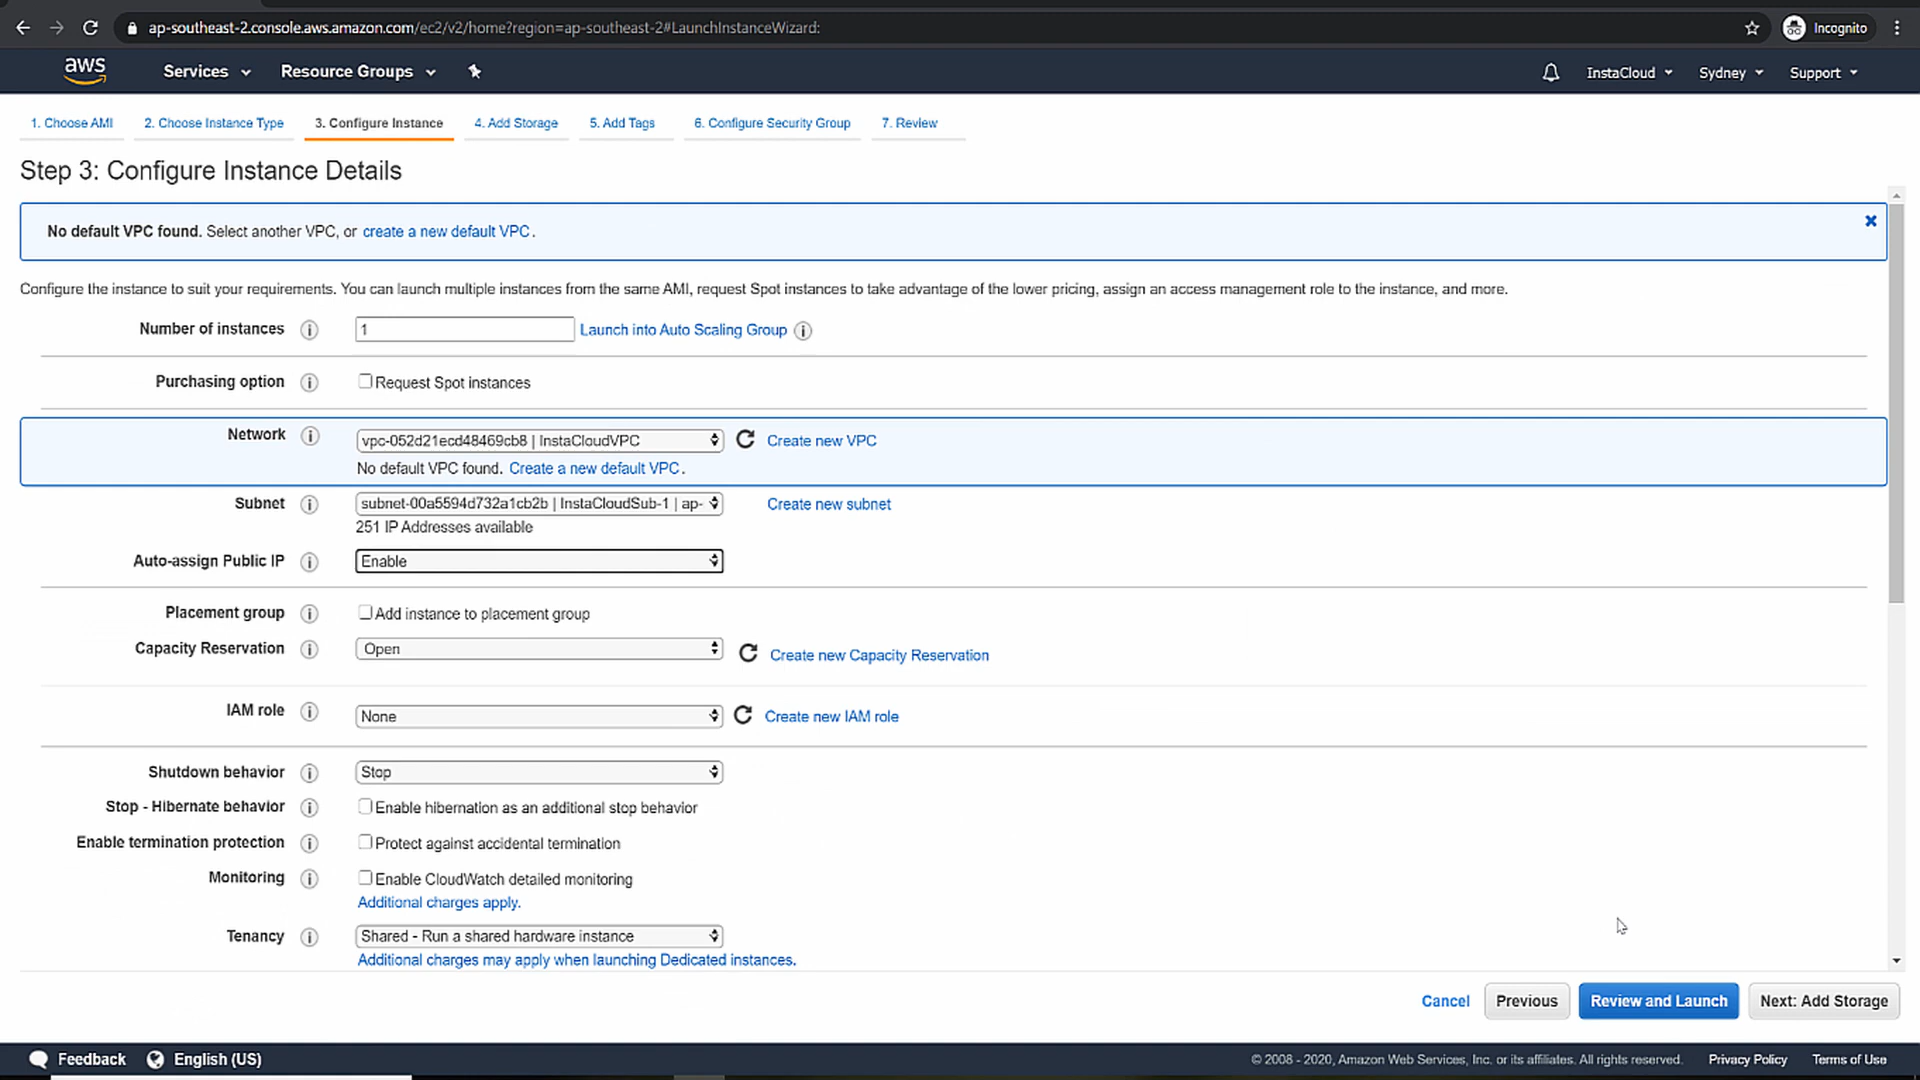 ap-southeast-2.console.aws.amazon.com/ec2/v2/home?region=ap-southeast-2#LaunchInstanceWizard:
Incognito
aws
Services
Resource Groups
InstaCloud
Sydney
Support
1. Choose AMI
2. Choose Instance Type
3. Configure Instance
4. Add Storage
5. Add Tags
6. Configure Security Group
7. Review
Step 3: Configure Instance Details
No default VPC found. Select another VPC, or create a new default VPC.
Configure the instance to suit your requirements. You can launch multiple instances from the same AMI, request Spot instances to take advantage of the lower pricing, assign an access management role to the instance, and more.
Number of instances
1
Launch into Auto Scaling Group
Purchasing option
Request Spot instances
Network
vpc-052d21ecd48469cb8 | InstaCloudVPC
Create new VPC
No default VPC found. Create a new default VPC.
Subnet
subnet-00a5594d732a1cb2b | InstaCloudSub-1 | ap-
Create new subnet
251 IP Addresses available
Auto-assign Public IP
Enable
Placement group
Add instance to placement group
Capacity Reservation
Open
Create new Capacity Reservation
IAM role
None
Create new IAM role
Shutdown behavior
Stop
Stop - Hibernate behavior
Enable hibernation as an additional stop behavior
Enable termination protection
Protect against accidental termination
Monitoring
Enable CloudWatch detailed monitoring
Additional charges apply.
Tenancy
Shared - Run a shared hardware instance
Additional charges may apply when launching Dedicated instances.
Cancel
Previous
Review and Launch
Next: Add Storage
Feedback
English (US)
© 2008 - 2020, Amazon Web Services, Inc. or its affiliates. All rights reserved.
Privacy Policy
Terms of Use